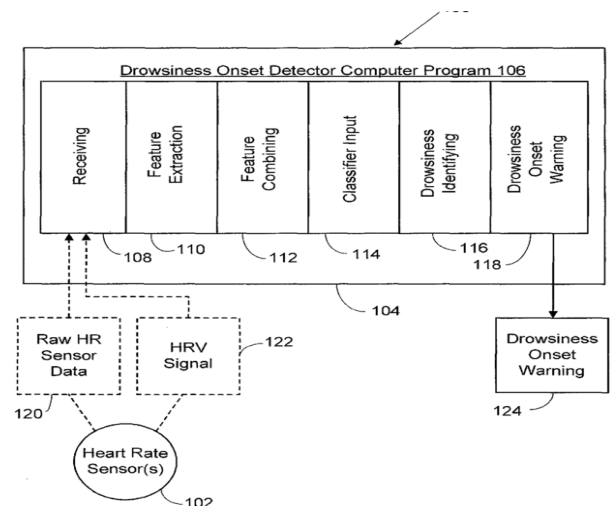 Drowsiness Onset Detector Computer Program 106
Receiving
Feature
Extraction
Feature
Combining
Classifier Input
Drowsiness
Identifying
Drowsiness
Onset
Warning
108
110
112
114
116
118
104
Raw HR
Sensor
Data
HRV
Signal
122
120
Drowsiness
Onset
Warning
124
Heart Rate
Sensor(s)
102